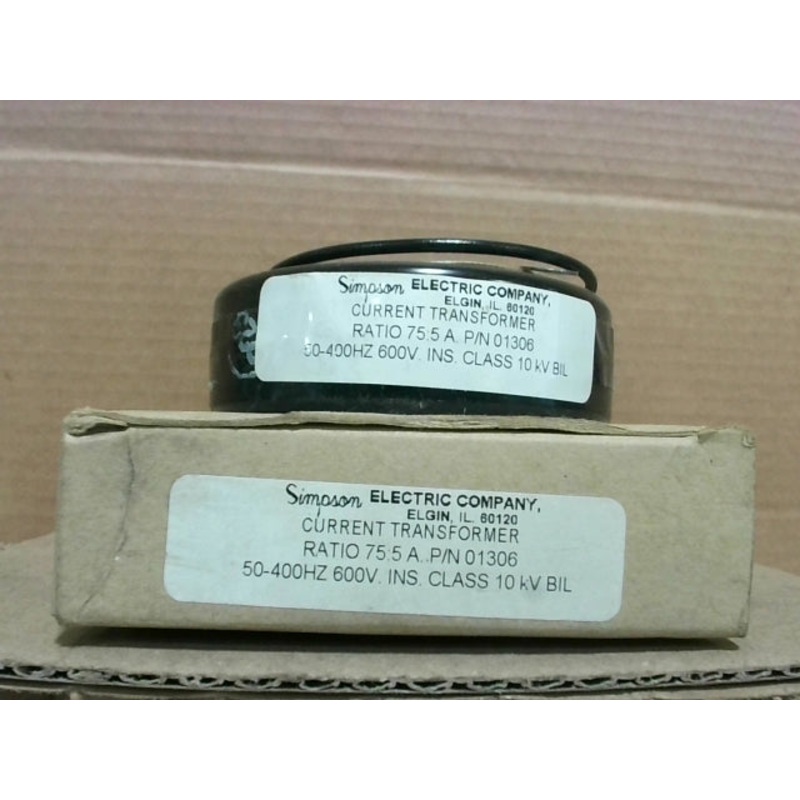 Simpson ELECTRIC COMPANY,
ELGIN, IL. 60120
CURRENT TRANSFORMER
RATIO 75:5 A. P/N 01306
50-400HZ 600V. INS. CLASS 10 kV BIL
Simpson ELECTRIC COMPANY,
ELGIN, IL. 60120
CURRENT TRANSFORMER
RATIO 75:5 A. P/N 01306
50-400HZ 600V. INS. CLASS 10 kV BIL